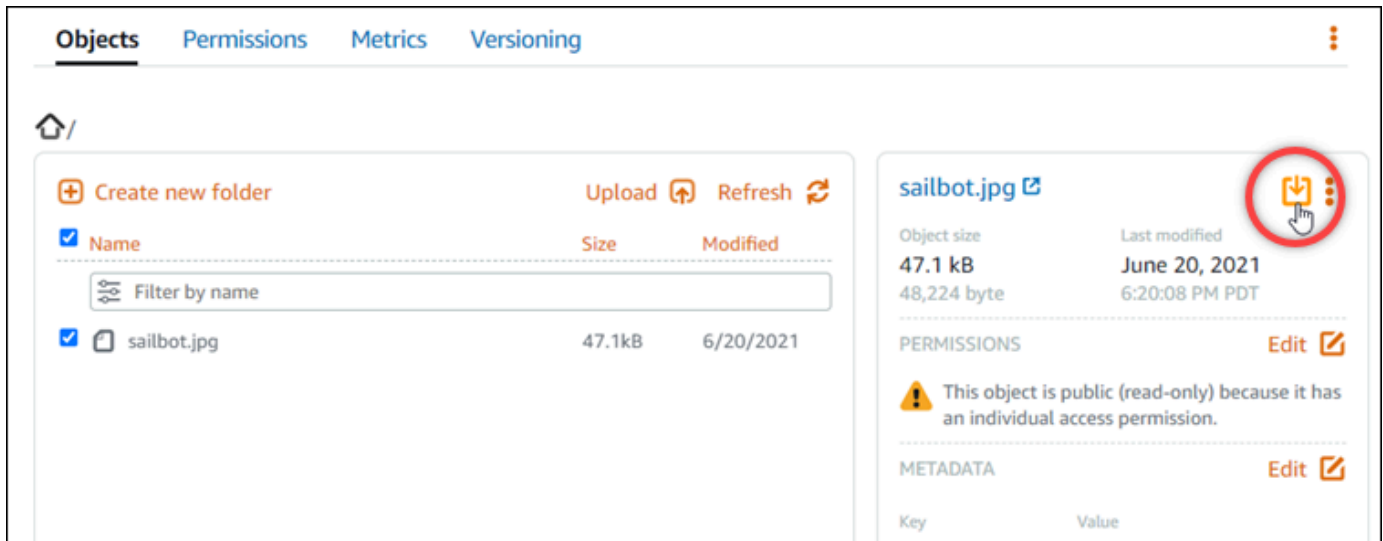 Objects Permissions Metrics Versioning
/
Create new folder Upload Refresh
Name Size Modified
Filter by name
sailbot.jpg 47.1kB 6/20/2021
sailbot.jpg
Object size Last modified
47.1 kB June 20, 2021
48,224 byte 6:20:08 PM PDT
PERMISSIONS Edit
This object is public (read-only) because it has
an individual access permission.
METADATA Edit
Key Value